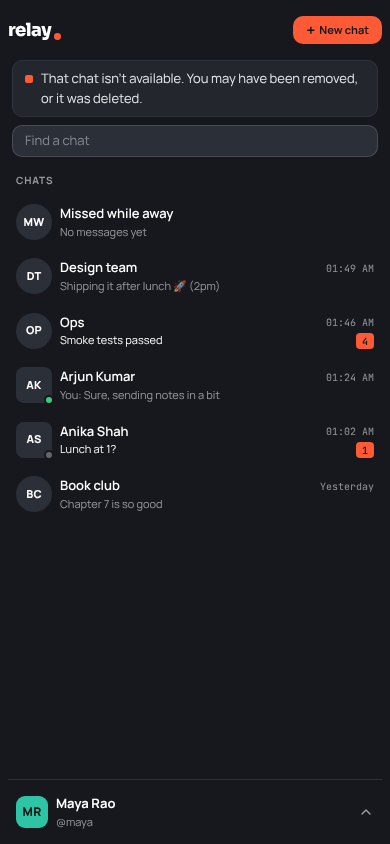 relay
+ New chat
That chat isn't available. You may have been removed,
or it was deleted.
Find a chat
CHATS
MW
Missed while away
No messages yet
DT
Design team
01:49 AM
Shipping it after lunch 🚀 (2pm)
OP
Ops
01:46 AM
Smoke tests passed
4
AK
Arjun Kumar
01:24 AM
You: Sure, sending notes in a bit
AS
Anika Shah
01:02 AM
Lunch at 1?
1
BC
Book club
Yesterday
Chapter 7 is so good
MR
Maya Rao
@maya